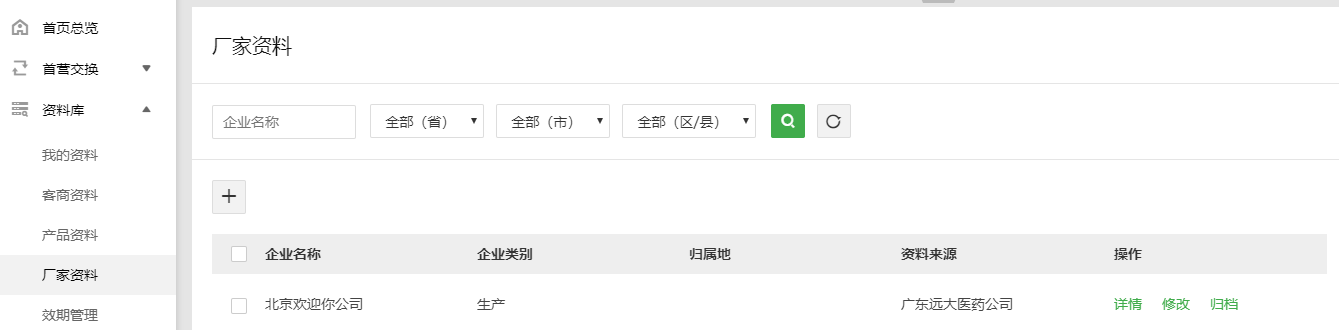 首页总览
首营交换
资料库
我的资料
客商资料
产品资料
厂家资料
效期管理
厂家资料
企业名称 全部（省） 全部（市） 全部（区/县）
企业名称 企业类别 归属地 资料来源 操作
北京欢迎你公司 生产 广东远大医药公司 详情 修改 归档